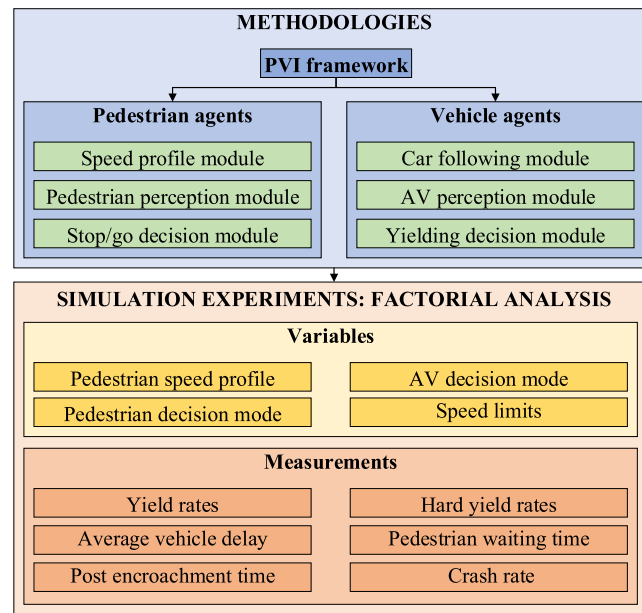 METHODOLOGIES
PVI framework
Pedestrian agents
Speed profile module
Pedestrian perception module
Stop/go decision module
Vehicle agents
Car following module
AV perception module
Yielding decision module
SIMULATION EXPERIMENTS: FACTORIAL ANALYSIS
Variables
Pedestrian speed profile
AV decision mode
Pedestrian decision mode
Speed limits
Measurements
Yield rates
Hard yield rates
Average vehicle delay
Pedestrian waiting time
Post encroachment time
Crash rate